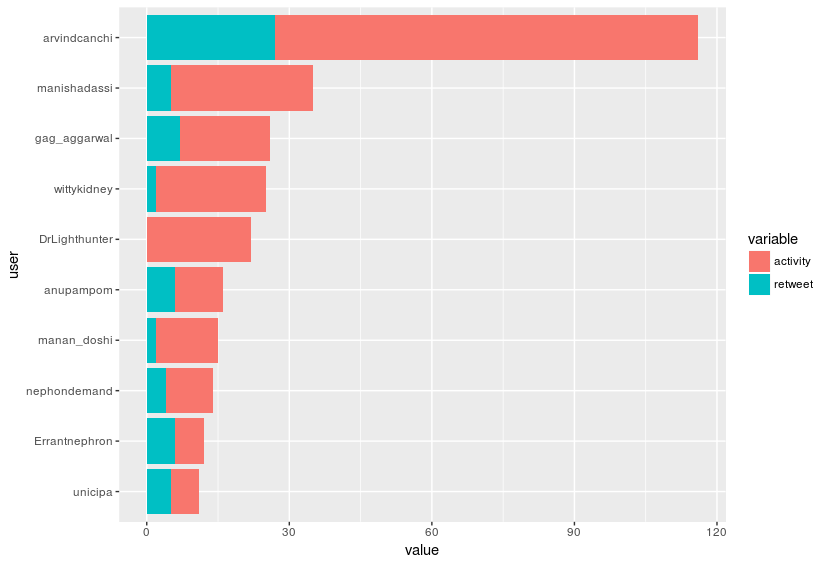 arvindcanchi
manishadassi
gag_aggarwal
wittykidney
DrLighthunter
anupampom
manan_doshi
nephondemand
Errantnephron
unicipa
user
0 30 60 90 120
value
variable
activity
retweet